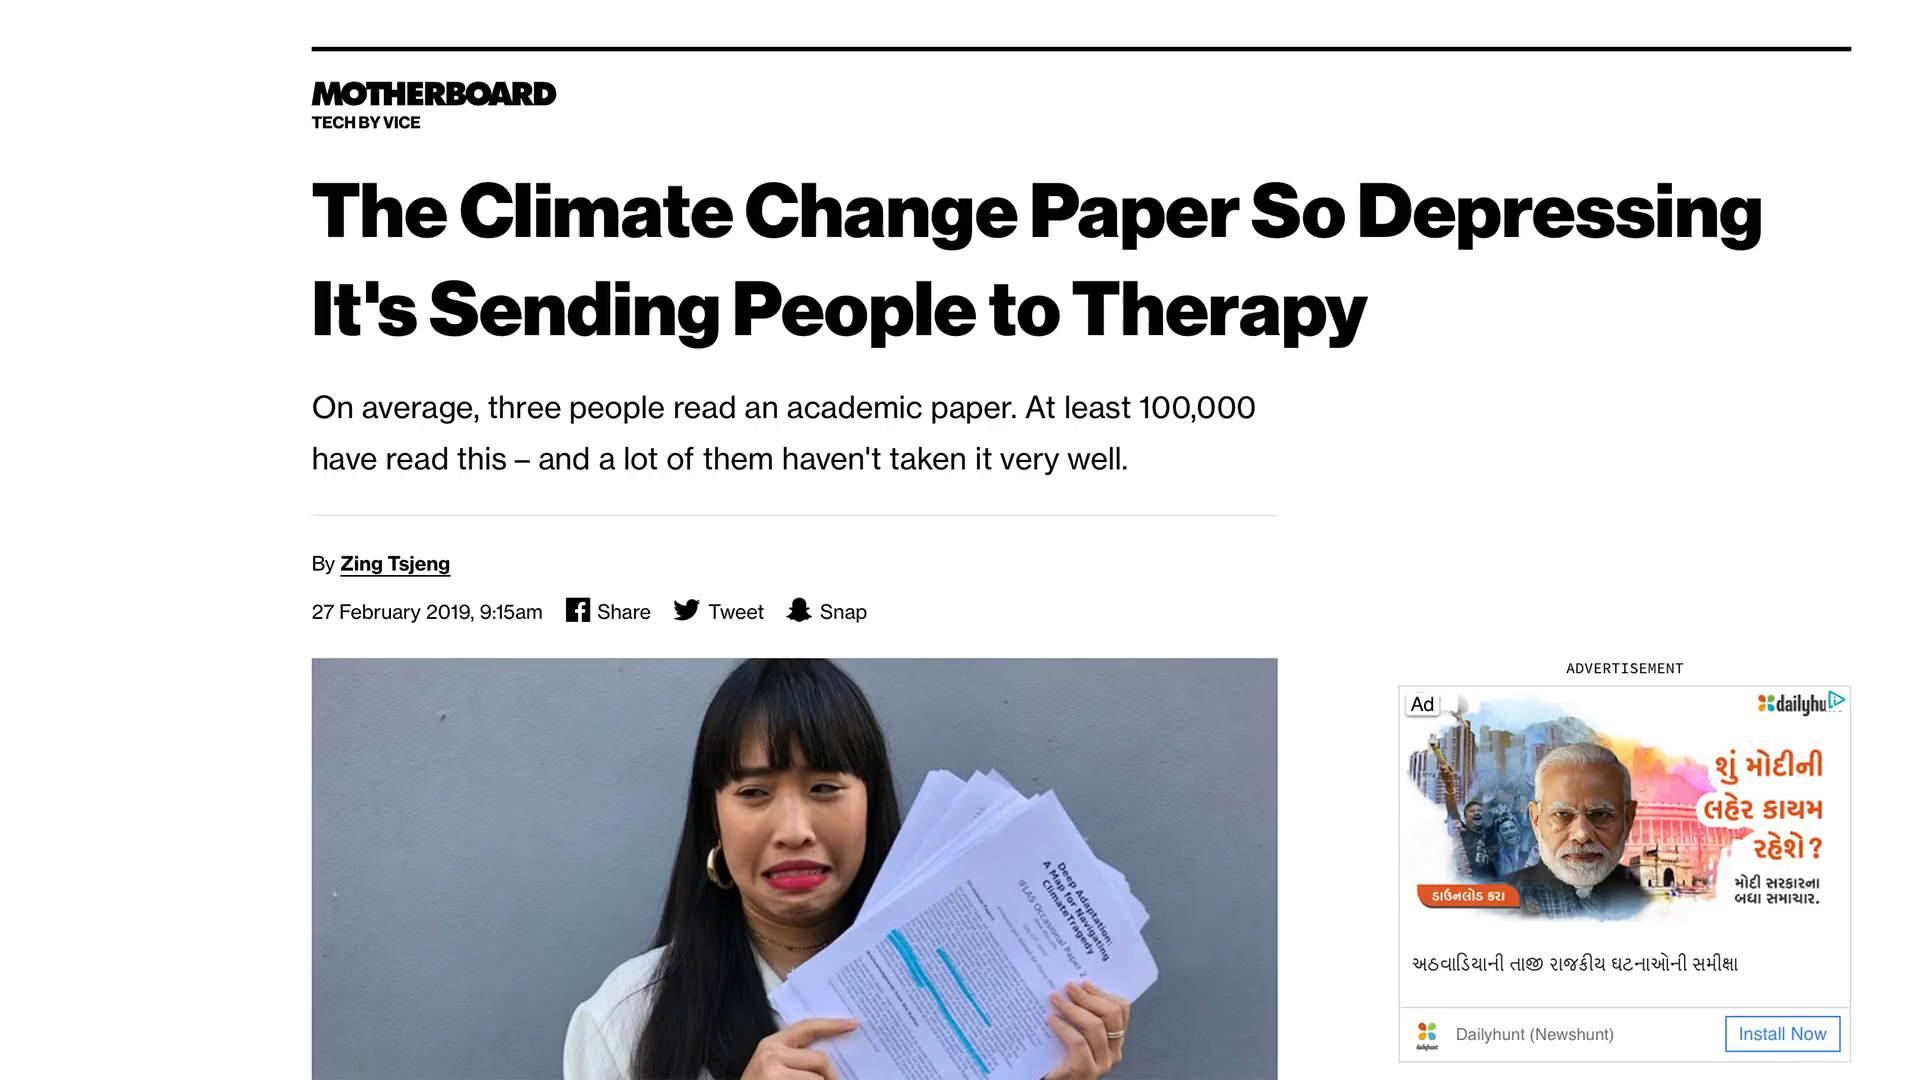 MOTHERBOARD
TECH BY VICE
The Climate Change Paper So Depressing
It's Sending People to Therapy
On average, three people read an academic paper. At least 100,000
have read this – and a lot of them haven't taken it very well.
By Zing Tsjeng
27 February 2019, 9:15am
Share
Tweet
Snap
Deep Adaptation:
A Map for Navigating
ClimateTragedy
IFLAS Occasional Paper 2
ADVERTISEMENT
Ad
dailyhu
શું મોદીની
લહેર કાયમ
રહેશે?
મોદી સરકારના
બધા સમાચાર.
ડાઉનલોડ કરો
અઠવાડિયાની તાજી રાજકીય ઘટનાઓની સમીક્ષા
dailyhunt
Dailyhunt (Newshunt)
Install Now